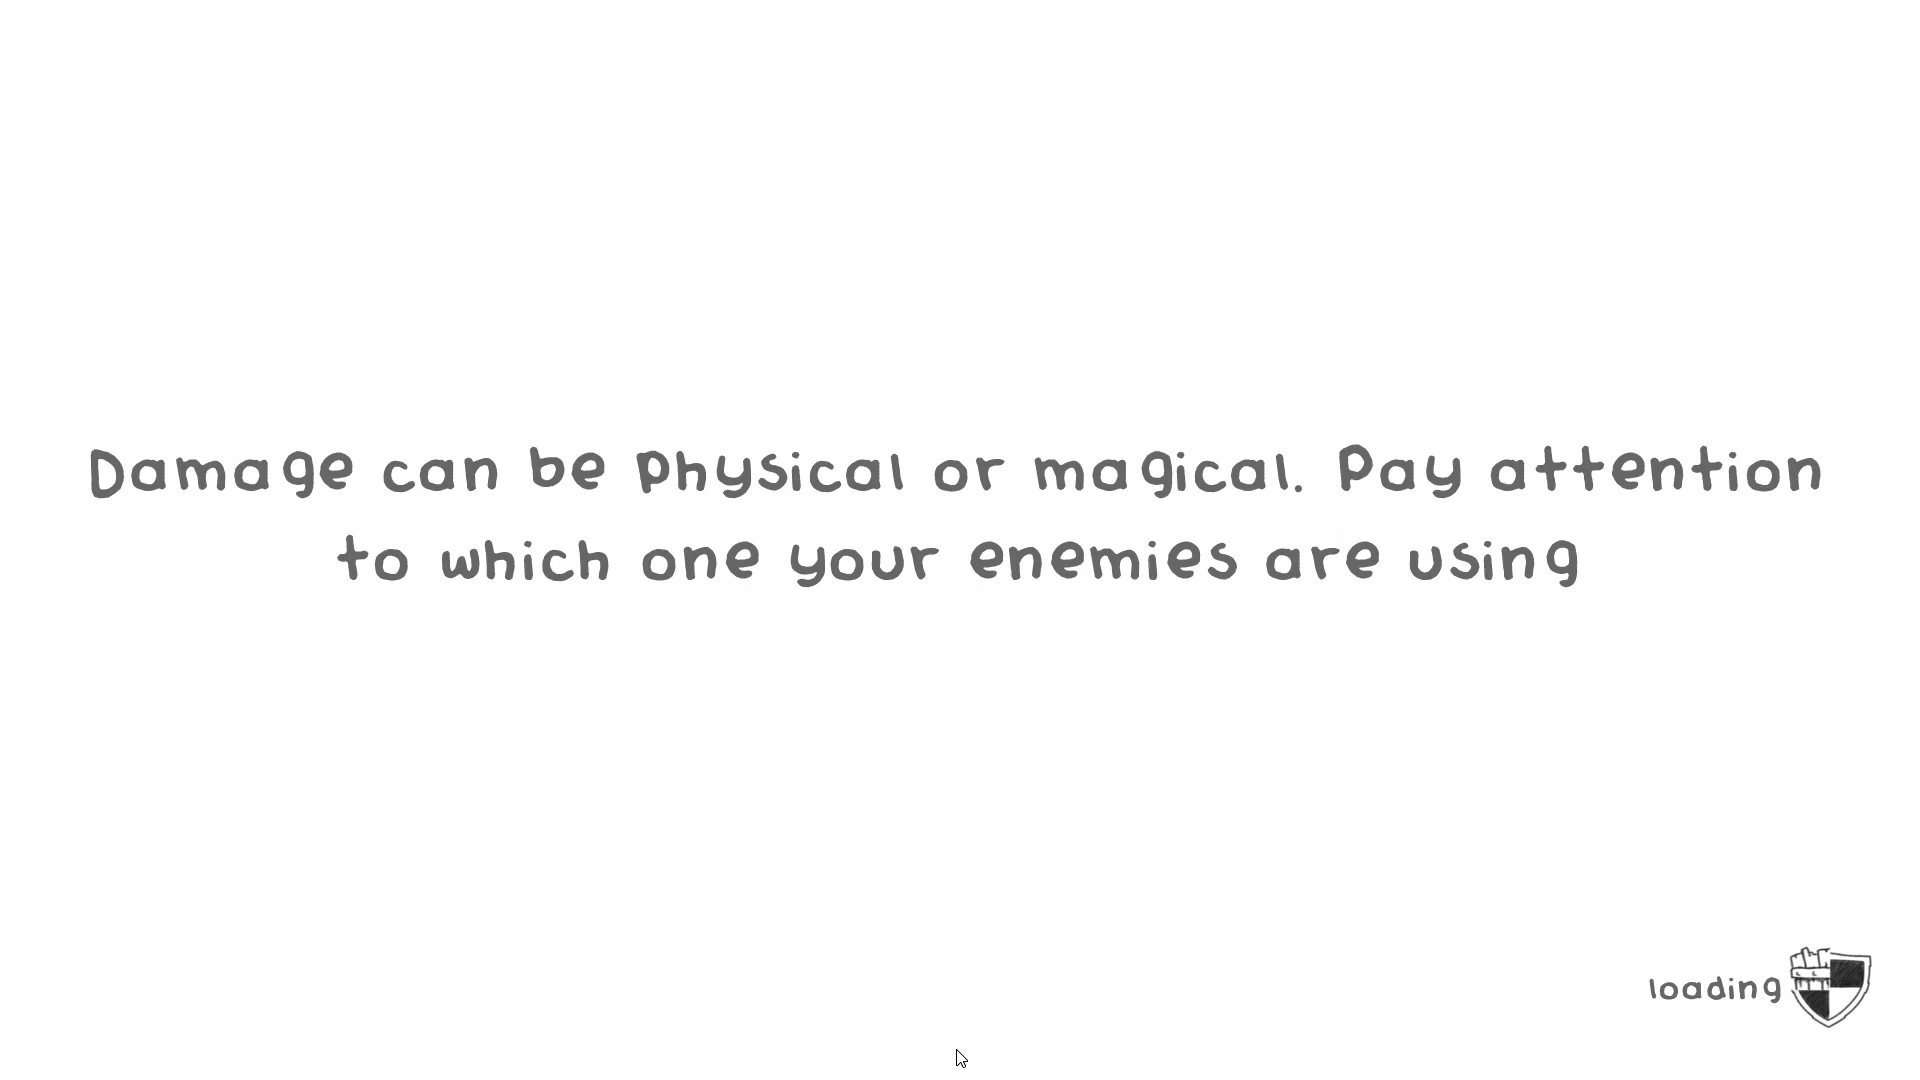 Damage can be Physical or magical. Pay attention
to which one your enemies are using
loading